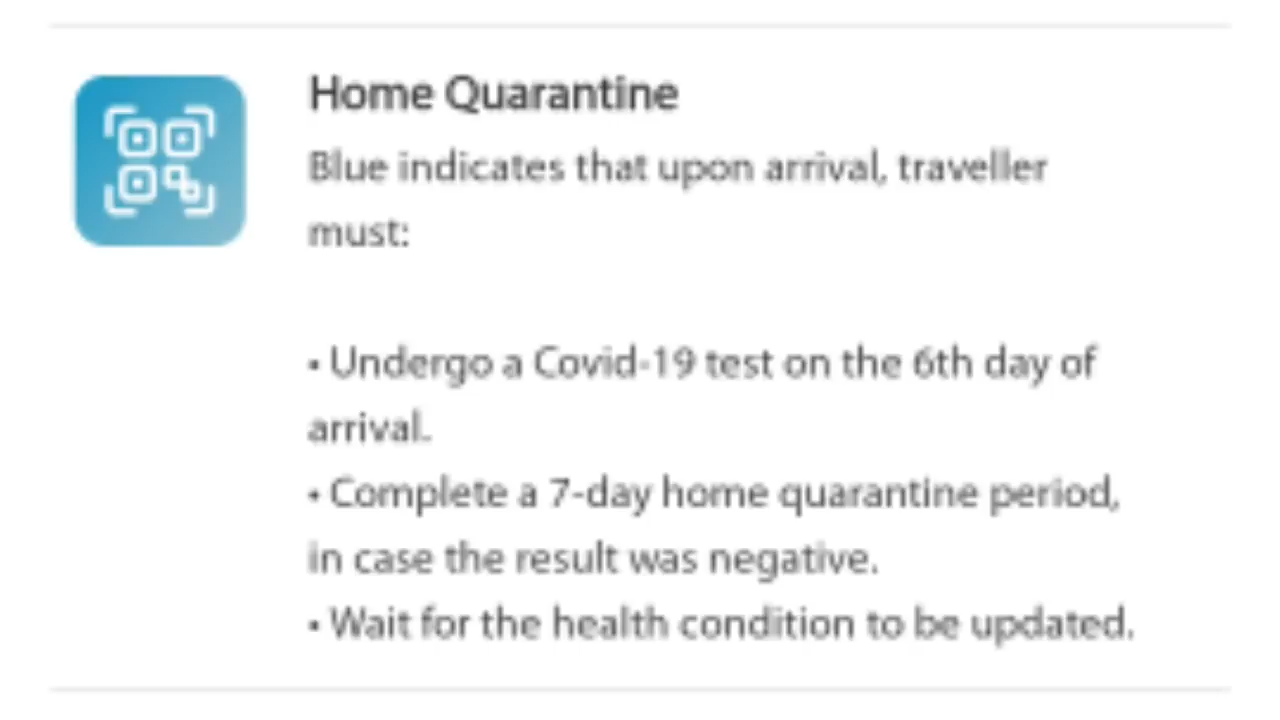 Home Quarantine
Blue indicates that upon arrival, traveller
must:
• Undergo a Covid-19 test on the 6th day of
arrival.
• Complete a 7-day home quarantine period,
in case the result was negative.
• Wait for the health condition to be updated.